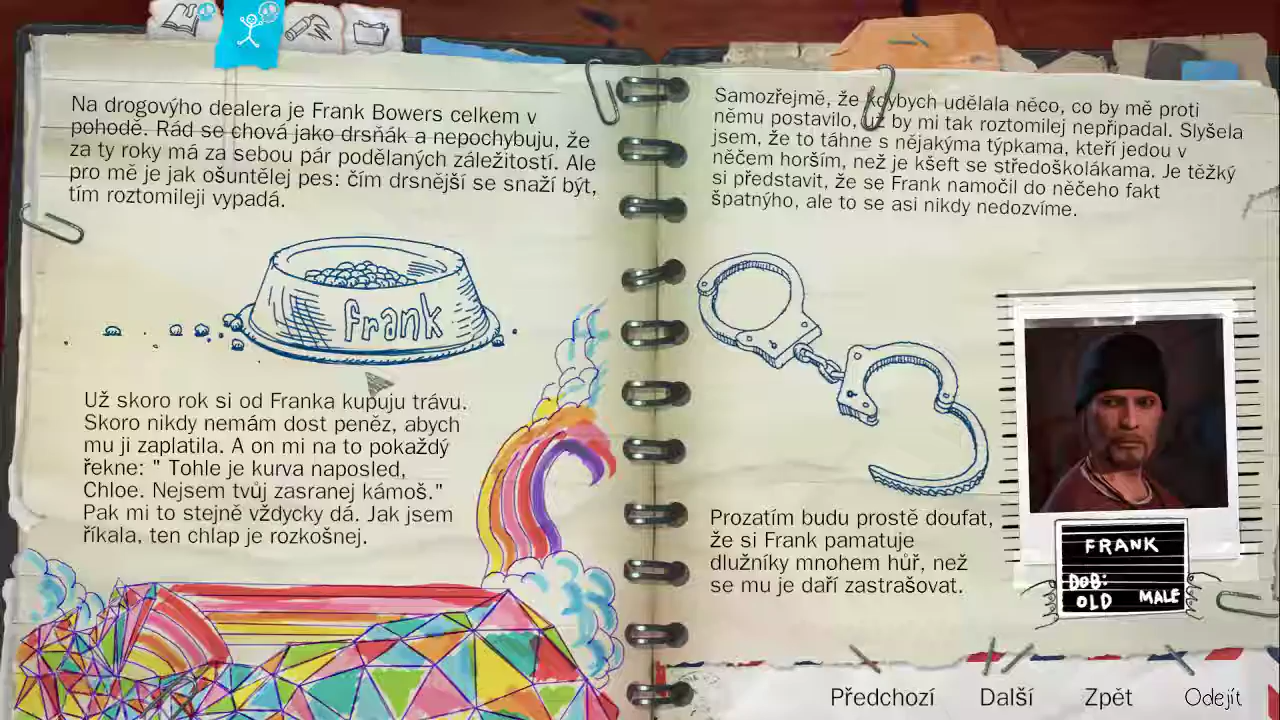 Na drogovýho dealera je Frank Bowers celkem v
pohodě. Rád se chová jako drsňák a nepochybuju, že
za ty roky má za sebou pár podělaných záležitostí. Ale
pro mě je jak ošuntělej pes: čím drsnější se snaží být,
tím roztomileji vypadá.
frank
Už skoro rok si od Franka kupuju trávu.
Skoro nikdy nemám dost peněz, abych
mu ji zaplatila. A on mi na to pokaždý
řekne: " Tohle je kurva naposled,
Chloe. Nejsem tvůj zasranej kámoš."
Pak mi to stejně vždycky dá. Jak jsem
říkala, ten chlap je rozkošnej.
Samozřejmě, že kdybych udělala něco, co by mě proti
němu postavilo, už by mi tak roztomilej nepřipadal. Slyšela
jsem, že to táhne s nějakýma týpkama, kteří jedou v
něčem horším, než je kšeft se středoškolákama. Je těžký
si představit, že se Frank namočil do něčeho fakt
špatnýho, ale to se asi nikdy nedozvíme.
Prozatím budu prostě doufat,
že si Frank pamatuje
dlužníky mnohem hůř, než
se mu je daří zastrašovat.
FRANK
DOB:
OLD MALE
Předchozí Další Zpět Odejít